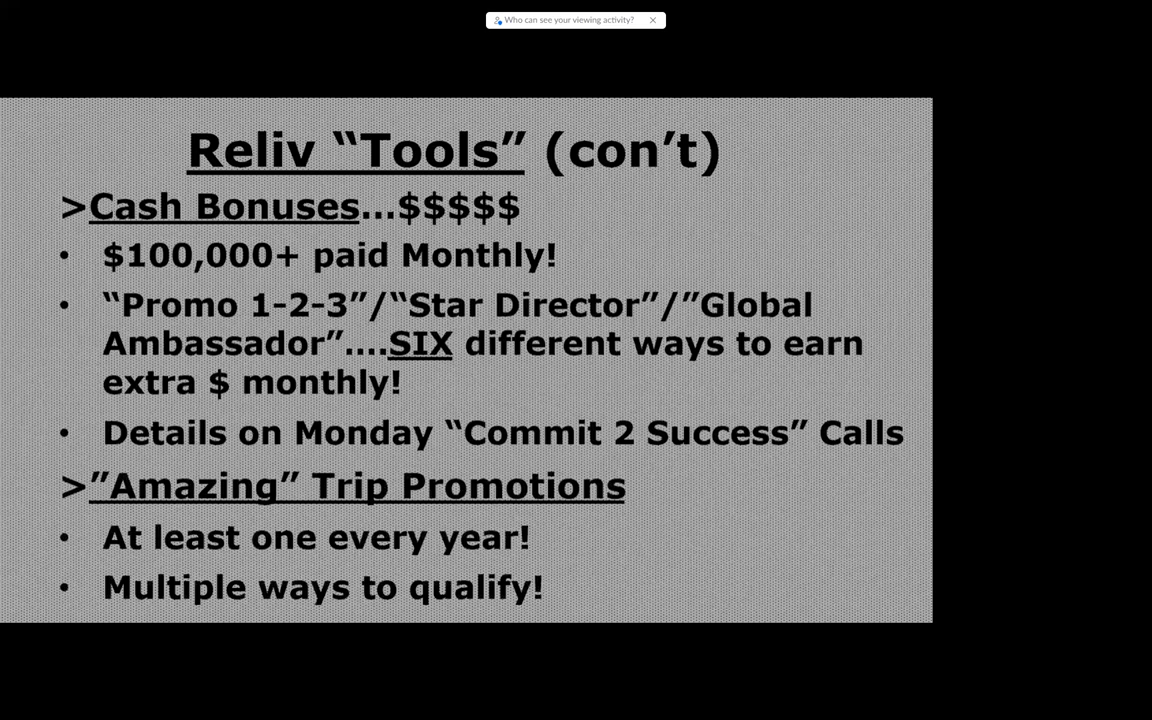 Who can see your viewing activity?
Reliv “Tools” (con’t)
>Cash Bonuses...$$$$$
• $100,000+ paid Monthly!
• “Promo 1-2-3”/“Star Director”/”Global
Ambassador”....SIX different ways to earn
extra $ monthly!
• Details on Monday “Commit 2 Success” Calls
>”Amazing” Trip Promotions
• At least one every year!
• Multiple ways to qualify!